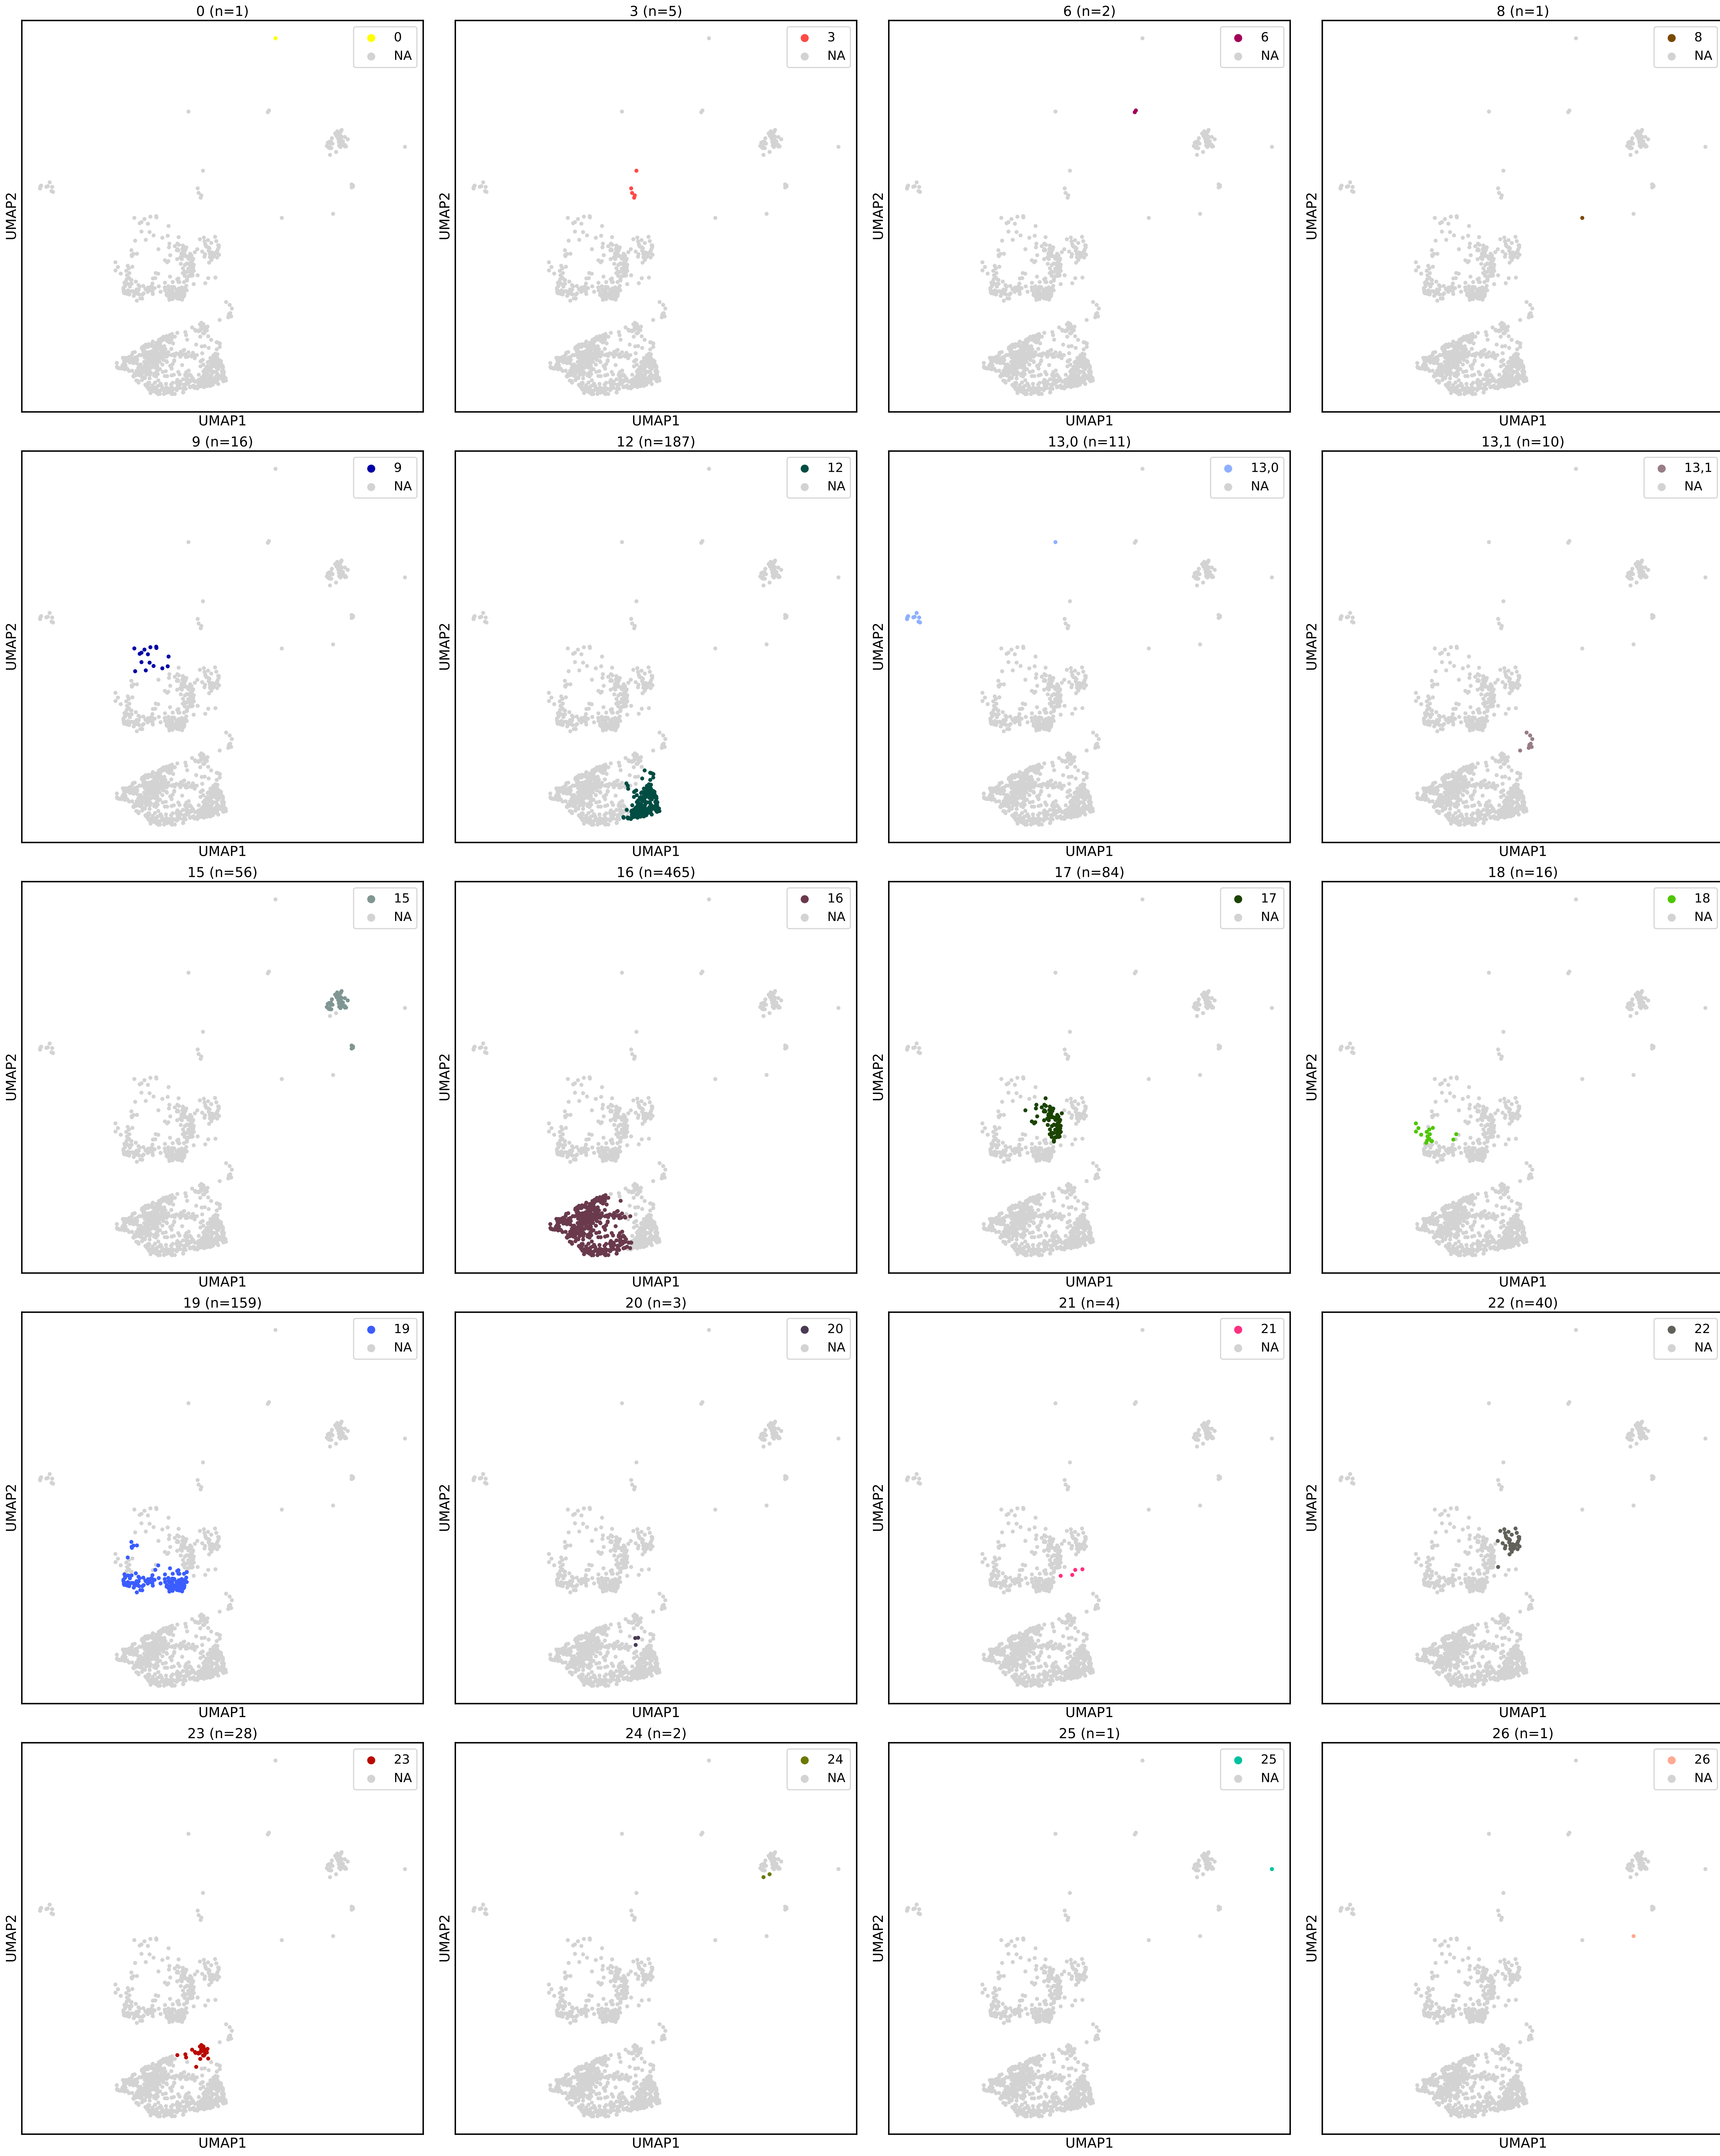 0 (n=1)
0
NA
UMAP2
UMAP1
3 (n=5)
3
NA
UMAP2
UMAP1
6 (n=2)
6
NA
UMAP2
UMAP1
8 (n=1)
8
NA
UMAP2
UMAP1
9 (n=16)
9
NA
UMAP2
UMAP1
12 (n=187)
12
NA
UMAP2
UMAP1
13,0 (n=11)
13,0
NA
UMAP2
UMAP1
13,1 (n=10)
13,1
NA
UMAP2
UMAP1
15 (n=56)
15
NA
UMAP2
UMAP1
16 (n=465)
16
NA
UMAP2
UMAP1
17 (n=84)
17
NA
UMAP2
UMAP1
18 (n=16)
18
NA
UMAP2
UMAP1
19 (n=159)
19
NA
UMAP2
UMAP1
20 (n=3)
20
NA
UMAP2
UMAP1
21 (n=4)
21
NA
UMAP2
UMAP1
22 (n=40)
22
NA
UMAP2
UMAP1
23 (n=28)
23
NA
UMAP2
UMAP1
24 (n=2)
24
NA
UMAP2
UMAP1
25 (n=1)
25
NA
UMAP2
UMAP1
26 (n=1)
26
NA
UMAP2
UMAP1